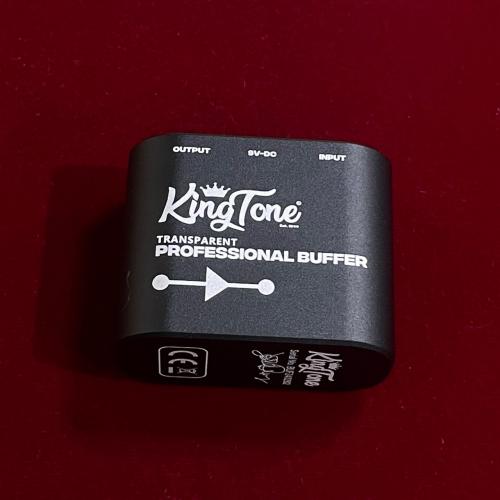 OUTPUT 9V-DC INPUT
KingTone®
TRANSPARENT
PROFESSIONAL BUFFER
CE
KingTone